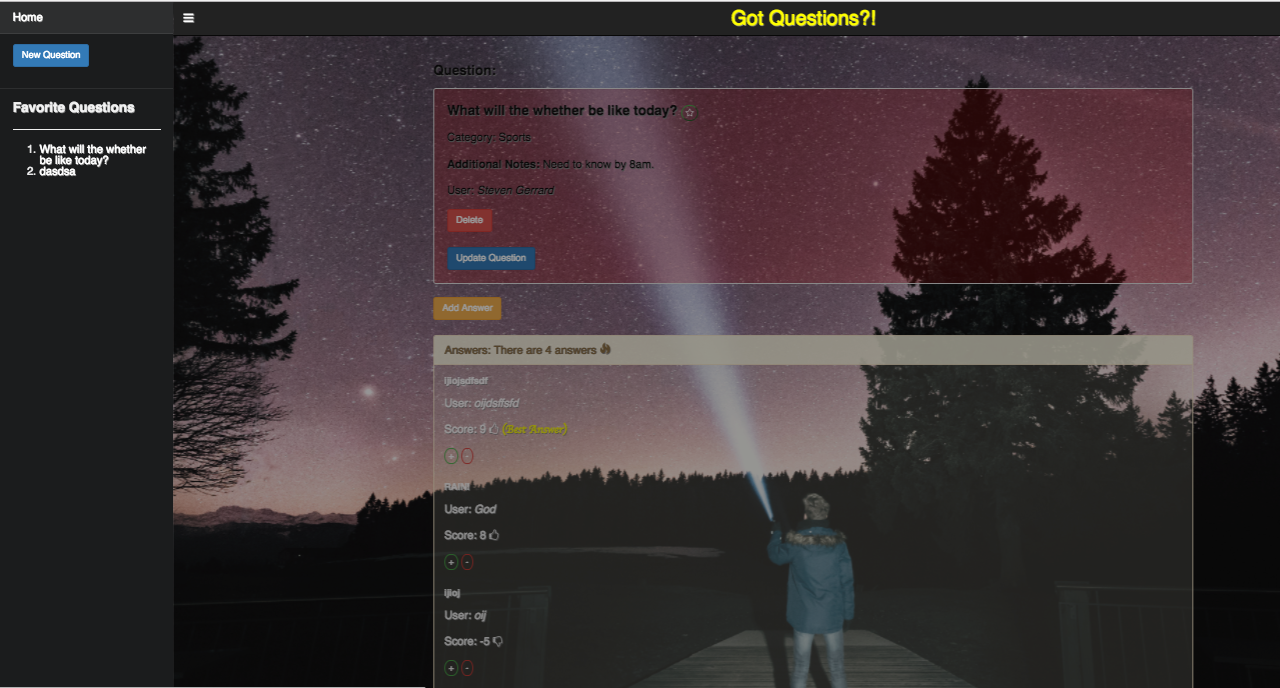 Home
Got Questions?!
New Question
Favorite Questions
1. What will the whether
be like today?
2. dasdsa
Question:
What will the whether be like today?
Category: Sports
Additional Notes: Need to know by 8am.
User: Steven Gerrard
Delete
Update Question
Add Answer
Answers: There are 4 answers
ijiojsdfsdf
User: oijdsffsfd
Score: 9 (Best Answer)
+ -
RAIN!
User: God
Score: 8
+ -
ijioj
User: oij
Score: -5
+ -